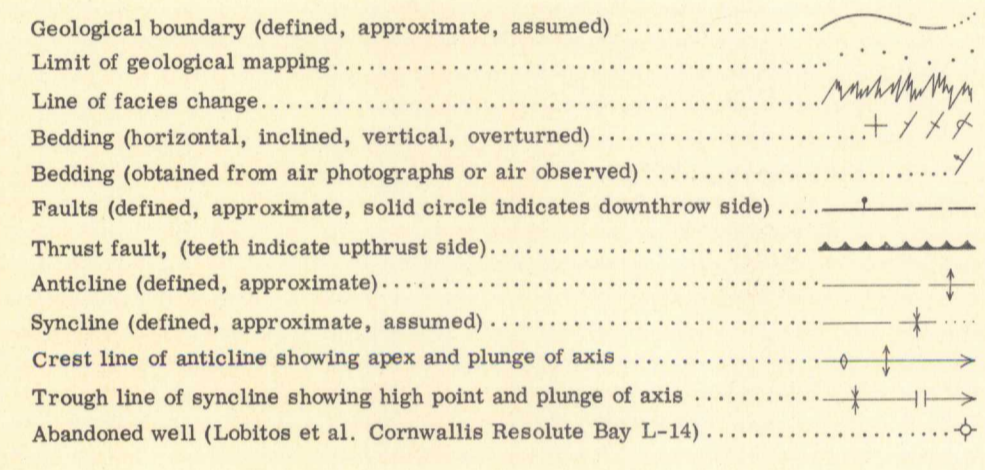 Geological boundary (defined, approximate, assumed)
Limit of geological mapping
Line of facies change
Bedding (horizontal, inclined, vertical, overturned)
Bedding (obtained from air photographs or air observed)
Faults (defined, approximate, solid circle indicates downthrow side)
Thrust fault, (teeth indicate upthrust side)
Anticline (defined, approximate)
Syncline (defined, approximate, assumed)
Crest line of anticline showing apex and plunge of axis
Trough line of syncline showing high point and plunge of axis
Abandoned well (Lobitos et al. Cornwallis Resolute Bay L-14)